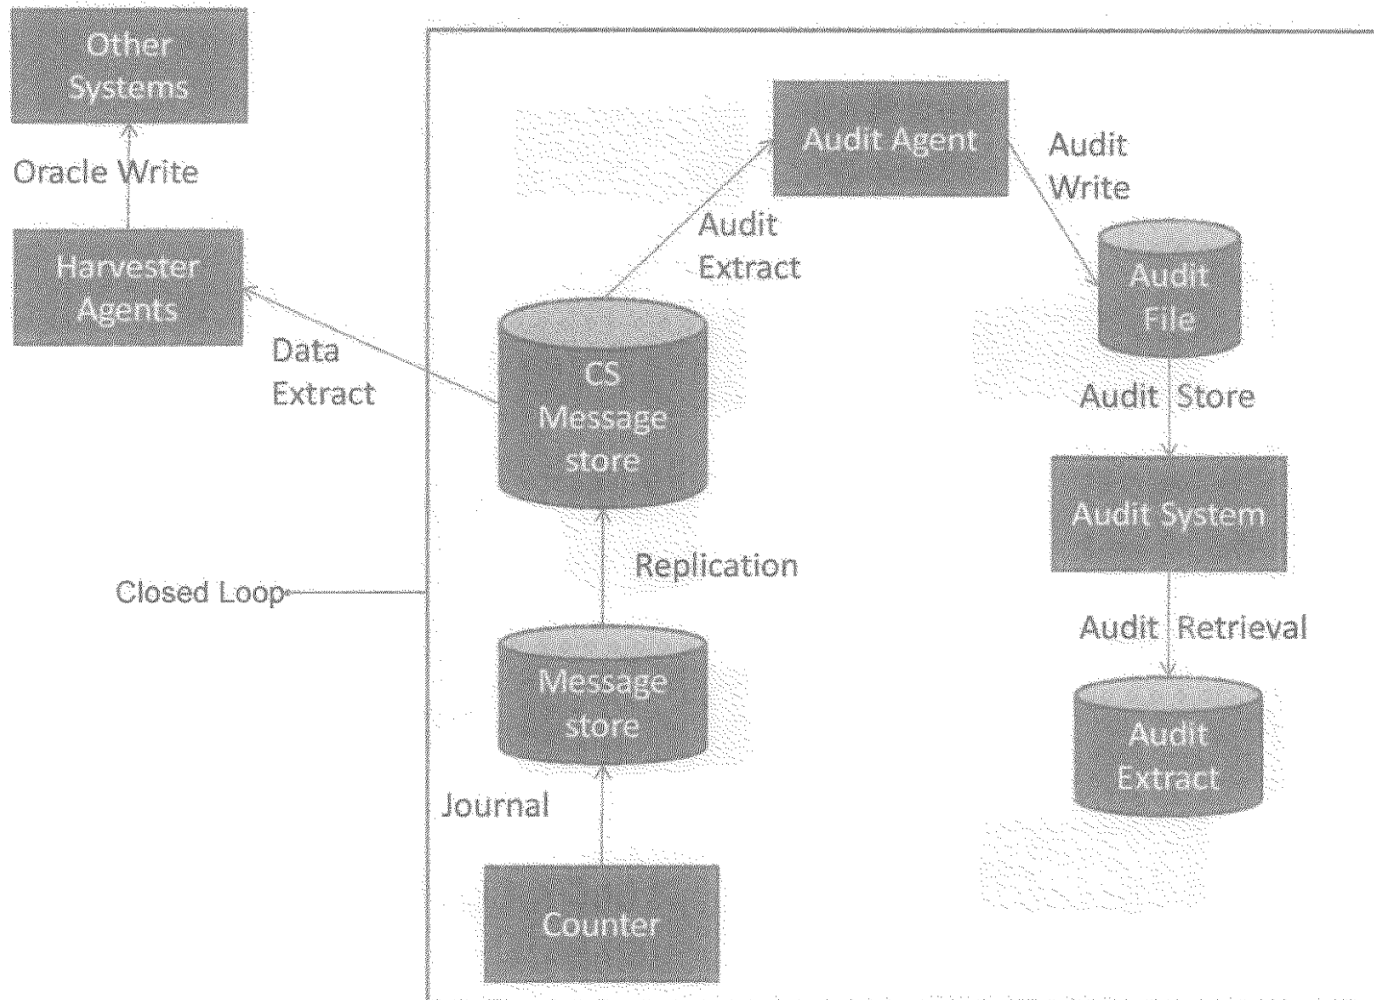 Other
Systems
Oracle Write
Harvester
Agents
Data
Extract
Closed Loop
Audit Agent
Audit
Write
Audit
Extract
Audit
File
CS
Message
store
Audit Store
Audit System
Replication
Audit Retrieval
Message
store
Audit
Extract
Journal
Counter